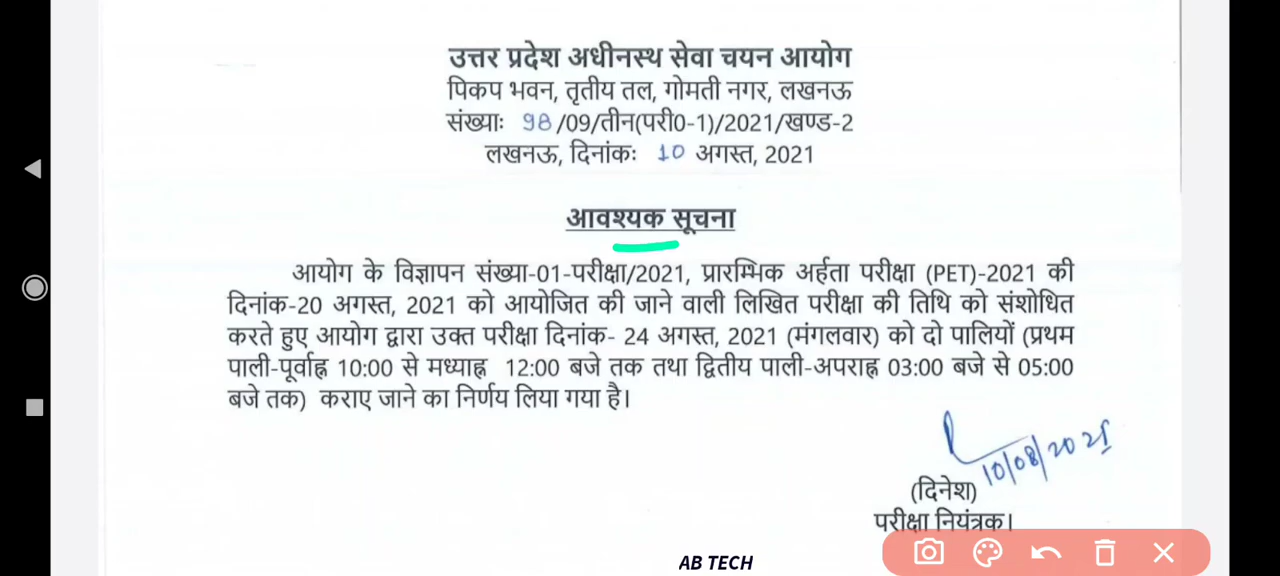 उत्तर प्रदेश अधीनस्थ सेवा चयन आयोग
पिकप भवन, तृतीय तल, गोमती नगर, लखनऊ
संख्याः 98/09/तीन(परी0-1)/2021/खण्ड-2
लखनऊ, दिनांकः 10 अगस्त, 2021
आवश्यक सूचना
आयोग के विज्ञापन संख्या-01-परीक्षा/2021, प्रारम्भिक अर्हता परीक्षा (PET)-2021 की
दिनांक-20 अगस्त, 2021 को आयोजित की जाने वाली लिखित परीक्षा की तिथि को संशोधित
करते हुए आयोग द्वारा उक्त परीक्षा दिनांक- 24 अगस्त, 2021 (मंगलवार) को दो पालियों (प्रथम
पाली-पूर्वाह्न 10:00 से मध्याह्न 12:00 बजे तक तथा द्वितीय पाली-अपराह्न 03:00 बजे से 05:00
बजे तक) कराए जाने का निर्णय लिया गया है।
10/08/2021
(दिनेश)
परीक्षा नियंत्रक।
AB TECH